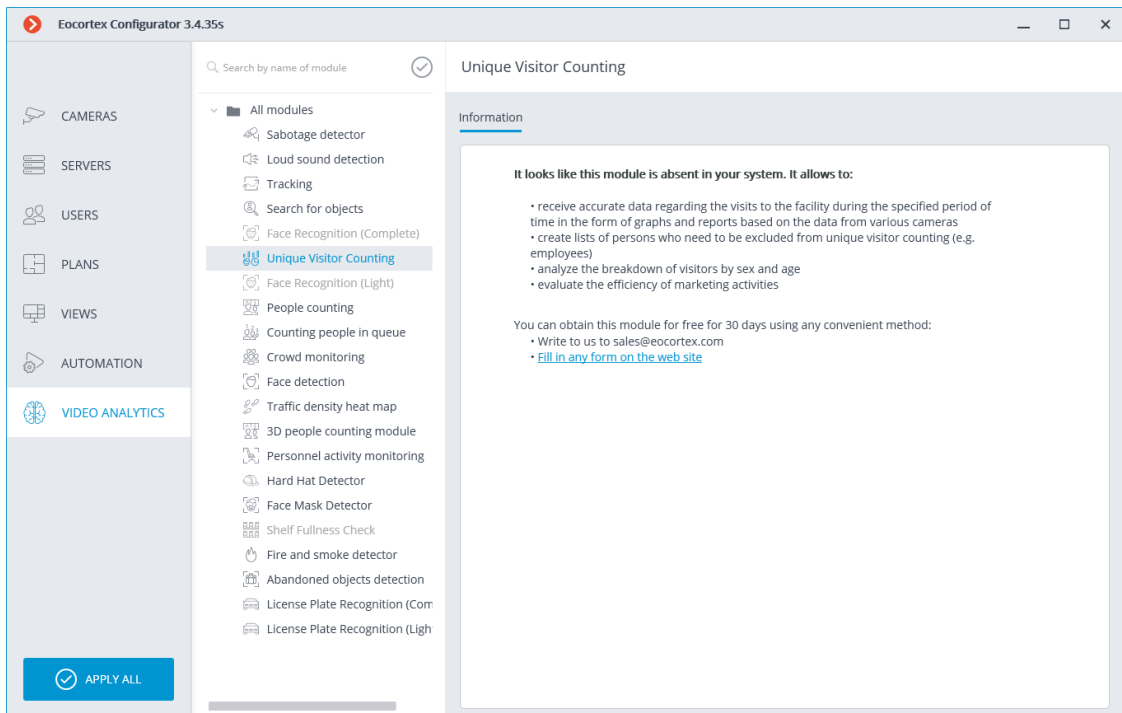 Eocortex Configurator 3.4.35s
CAMERAS
SERVERS
USERS
PLANS
VIEWS
AUTOMATION
VIDEO ANALYTICS
APPLY ALL
Search by name of module
All modules
Sabotage detector
Loud sound detection
Tracking
Search for objects
Face Recognition (Complete)
Unique Visitor Counting
Face Recognition (Light)
People counting
Counting people in queue
Crowd monitoring
Face detection
Traffic density heat map
3D people counting module
Personnel activity monitoring
Hard Hat Detector
Face Mask Detector
Shelf Fullness Check
Fire and smoke detector
Abandoned objects detection
License Plate Recognition (Com
License Plate Recognition (Ligh
Unique Visitor Counting
Information
It looks like this module is absent in your system. It allows to:
• receive accurate data regarding the visits to the facility during the specified period of
time in the form of graphs and reports based on the data from various cameras
• create lists of persons who need to be excluded from unique visitor counting (e.g.
employees)
• analyze the breakdown of visitors by sex and age
• evaluate the efficiency of marketing activities
You can obtain this module for free for 30 days using any convenient method:
• Write to us to sales@eocortex.com
• Fill in any form on the web site